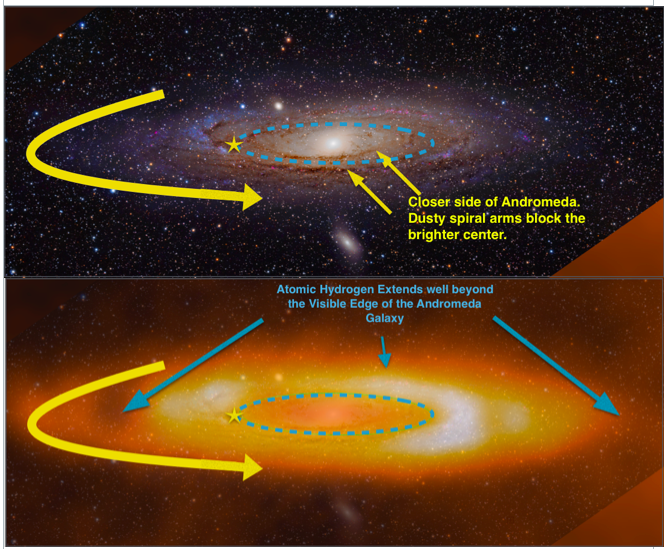 Closer side of Andromeda.
Dusty spiral arms block the
brighter center.
Atomic Hydrogen Extends well beyond
the Visible Edge of the Andromeda
Galaxy